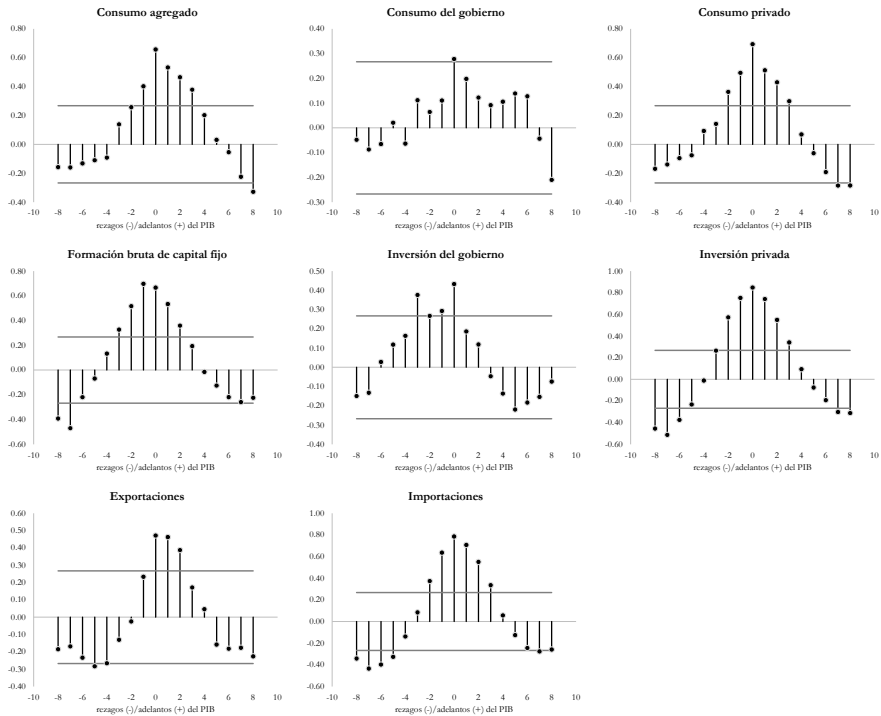 Consumo agregado
0.80
0.60
0.40
0.20
0.00
-0.20
-0.40
-10 -8 -6 -4 -2 0 2 4 6 8 10
rezagos (-)/adelantos (+) del PIB
Consumo del gobierno
0.40
0.30
0.20
0.10
0.00
-0.10
-0.20
-0.30
-10 -8 -6 -4 -2 0 2 4 6 8 10
rezagos (-)/adelantos (+) del PIB
Consumo privado
0.80
0.60
0.40
0.20
0.00
-0.20
-0.40
-10 -8 -6 -4 -2 0 2 4 6 8 10
rezagos (-)/adelantos (+) del PIB
Formación bruta de capital fijo
0.80
0.60
0.40
0.20
0.00
-0.20
-0.40
-0.60
-10 -8 -6 -4 -2 0 2 4 6 8 10
rezagos (-)/adelantos (+) del PIB
Inversión del gobierno
0.50
0.40
0.30
0.20
0.10
0.00
-0.10
-0.20
-0.30
-0.40
-10 -8 -6 -4 -2 0 2 4 6 8 10
rezagos (-)/adelantos (+) del PIB
Inversión privada
1.00
0.80
0.60
0.40
0.20
0.00
-0.20
-0.40
-0.60
-10 -8 -6 -4 -2 0 2 4 6 8 10
rezagos (-)/adelantos (+) del PIB
Exportaciones
0.60
0.50
0.40
0.30
0.20
0.10
0.00
-0.10
-0.20
-0.30
-0.40
-10 -8 -6 -4 -2 0 2 4 6 8 10
rezagos (-)/adelantos (+) del PIB
Importaciones
1.00
0.80
0.60
0.40
0.20
0.00
-0.20
-0.40
-0.60
-10 -8 -6 -4 -2 0 2 4 6 8 10
rezagos (-)/adelantos (+) del PIB